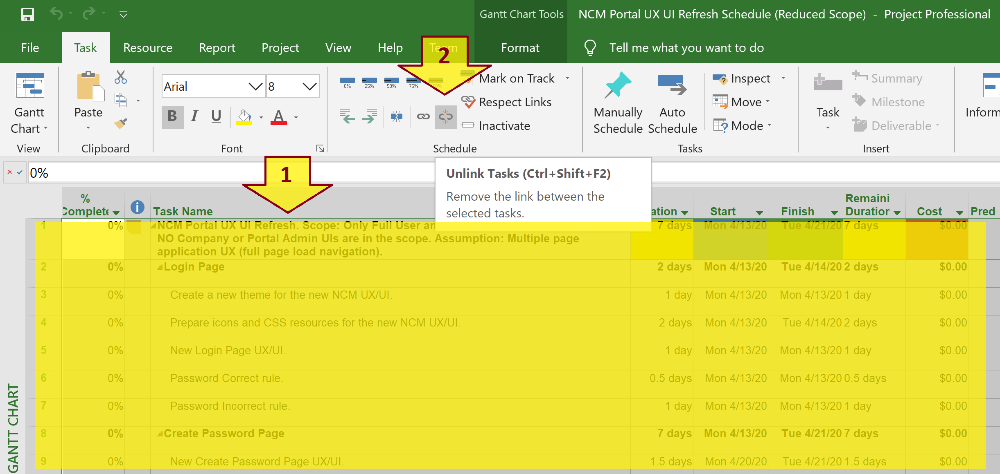 Gantt Chart Tools
NCM Portal UX UI Refresh Schedule (Reduced Scope) - Project Professional
File Task Resource Report Project View Help Team Format Tell me what you want to do
2
Gantt
Chart
View
Paste
Clipboard
Arial 8
B I U A
Font
0% 25% 50% 75% 100%
Mark on Track
Respect Links
Inactivate
Schedule
Manually
Schedule
Auto
Schedule
Inspect
Move
Mode
Tasks
Task
Summary
Milestone
Deliverable
Insert
Inform
0%
1
Unlink Tasks (Ctrl+Shift+F2)
Remove the link between the
selected tasks.
%
Complete Task Name ation Start Finish Remaini
Duration Cost Pred
1 0% NCM Portal UX UI Refresh. Scope: Only Full User an 7 days Mon 4/13/20 Tue 4/21/20 7 days $0.00
NO Company or Portal Admin UIs are in the scope. Assumption: Multiple page
application UX (full page load navigation).
2 0% Login Page 2 days Mon 4/13/20 Tue 4/14/20 2 days $0.00
3 0% Create a new theme for the new NCM UX/UI. 1 day Mon 4/13/20 Mon 4/13/20 1 day $0.00
4 0% Prepare icons and CSS resources for the new NCM UX/UI. 2 days Mon 4/13/20 Tue 4/14/20 2 days $0.00
5 0% New Login Page UX/UI. 1 day Mon 4/13/20 Mon 4/13/20 1 day $0.00
6 0% Password Correct rule. 0.5 days Mon 4/13/20 Mon 4/13/20 0.5 days $0.00
7 0% Password Incorrect rule. 1 day Mon 4/13/20 Mon 4/13/20 1 day $0.00
8 0% Create Password Page 7 days Mon 4/13/20 Tue 4/21/20 7 days $0.00
9 0% New Create Password Page UX/UI. 1.5 days Mon 4/20/20 Tue 4/21/20 1.5 days $0.00
GANTT CHART